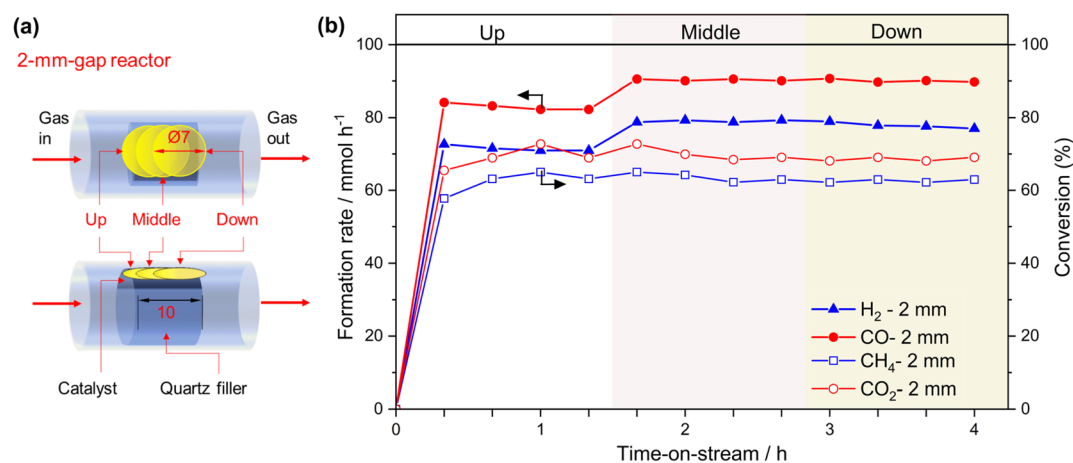 (a)
2-mm-gap reactor
Gas in
Gas out
Ø7
Up
Middle
Down
10
Catalyst
Quartz filler
(b)
Up
Middle
Down
Formation rate / mmol h⁻¹
100
80
60
40
20
0
0
1
2
3
4
Time-on-stream / h
100
80
60
40
20
0
Conversion (%)
H₂ - 2 mm
CO- 2 mm
CH₄- 2 mm
CO₂- 2 mm